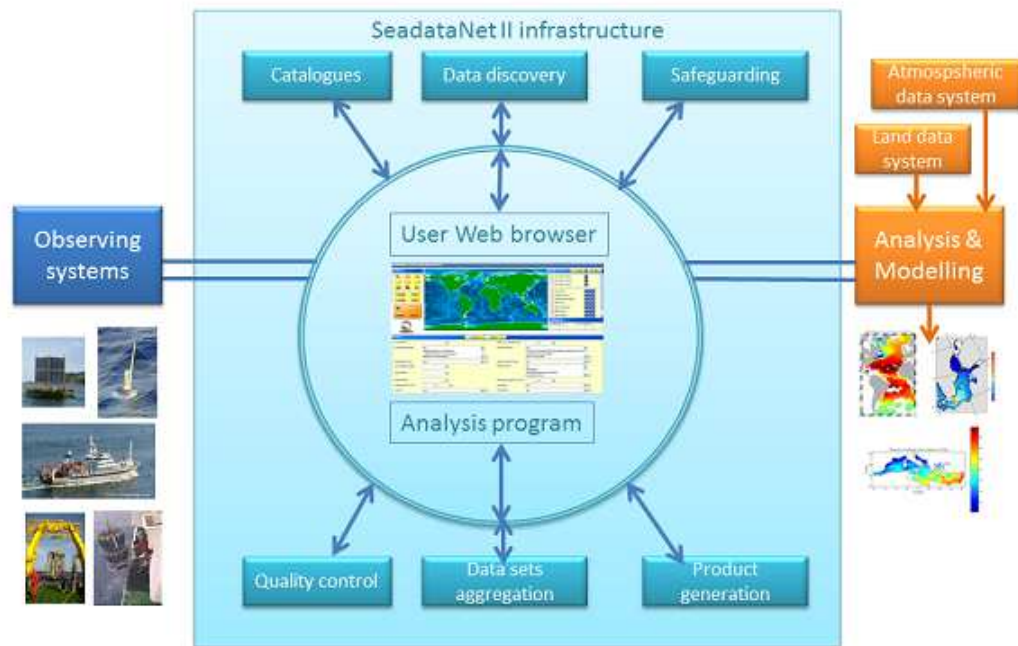 SeadataNet II infrastructure
Catalogues
Data discovery
Safeguarding
Atmospsheric
data system
Land data
system
Observing
systems
User Web browser
Analysis &
Modelling
Analysis program
Quality control
Data sets
aggregation
Product
generation